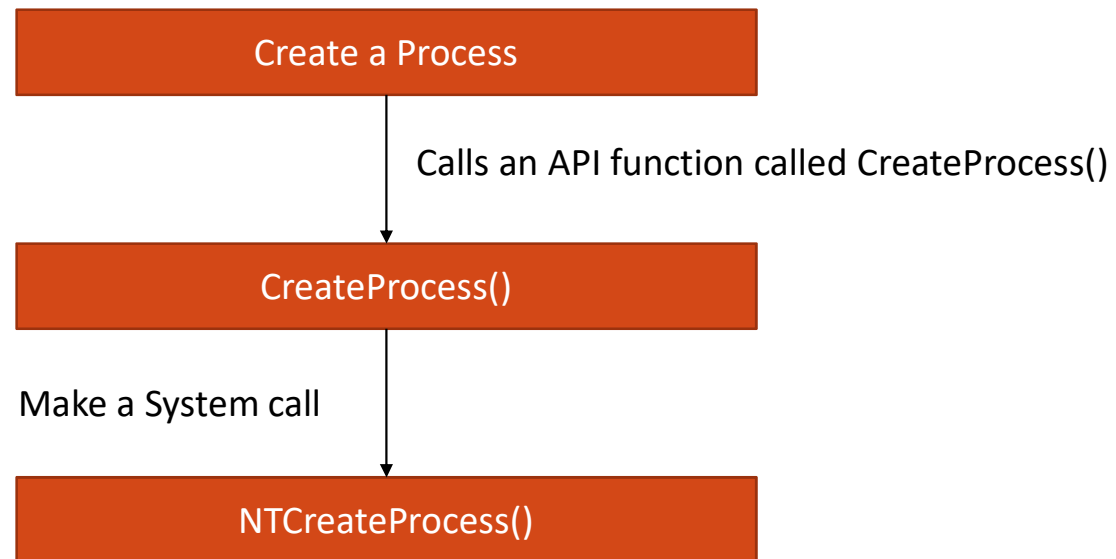 Create a Process
Calls an API function called CreateProcess()
CreateProcess()
Make a System call
NTCreateProcess()